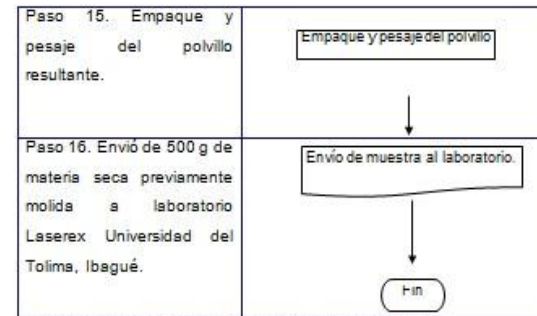 Paso 15. Empaque y
pesaje del polvillo
resultante.
Empaque y pesaje del polvillo
Paso 16. Envió de 500 g de
materia seca previamente
molida a laboratorio
Laserex Universidad del
Tolima, Ibagué.
Envío de muestra al laboratorio.
Fin